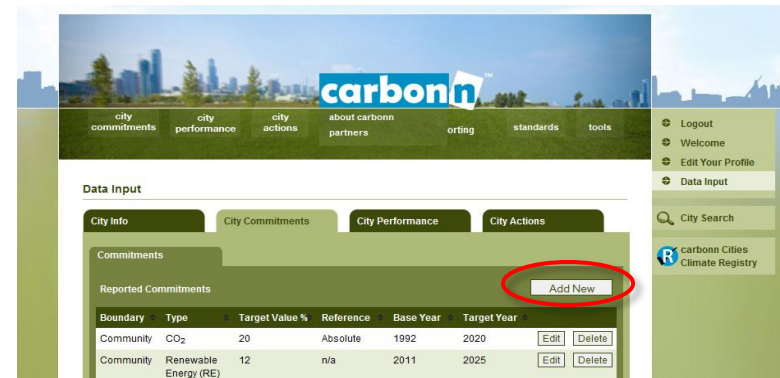 carbonn™
city commitments
city performance
city actions
about carbonn
partners
orting
standards
tools
Logout
Welcome
Edit Your Profile
Data Input
City Search
R carbonn Cities
Climate Registry
Data Input
City Info City Commitments City Performance City Actions
Commitments
Reported Commitments Add New
Boundary Type Target Value % Reference Base Year Target Year
Community CO₂ 20 Absolute 1992 2020 Edit Delete
Community Renewable Energy (RE) 12 n/a 2011 2025 Edit Delete